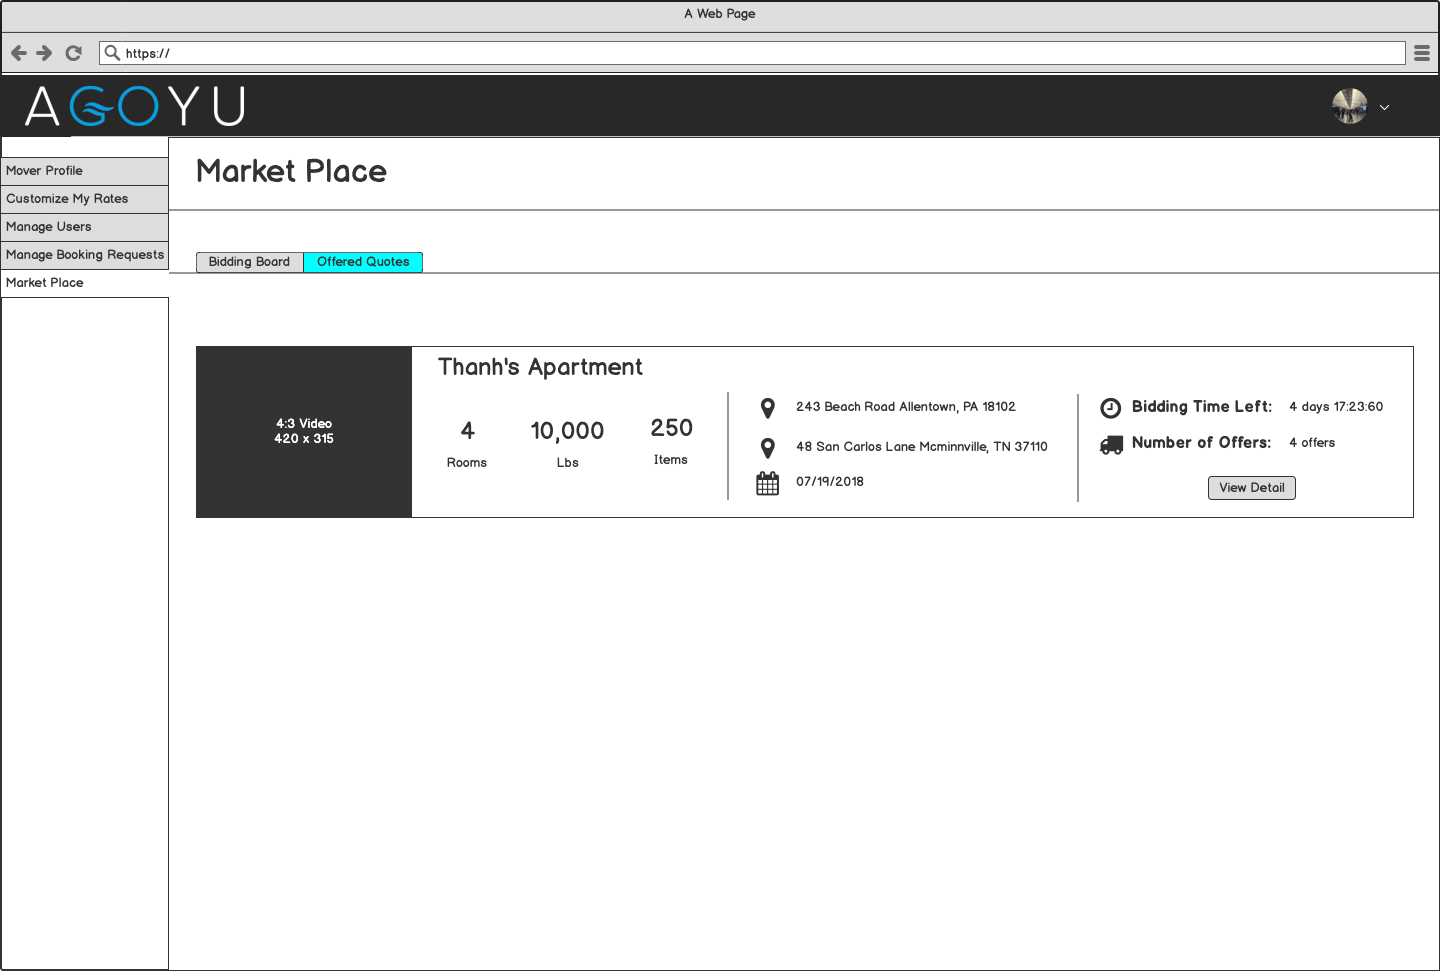 A Web Page
https://
AGOYU
Mover Profile
Customize My Rates
Manage Users
Manage Booking Requests
Market Place
Market Place
Bidding Board
Offered Quotes
4:3 Video
420 x 315
Thanh's Apartment
4
Rooms
10,000
Lbs
250
Items
243 Beach Road Allentown, PA 18102
48 San Carlos Lane Mcminnville, TN 37110
07/19/2018
Bidding Time Left: 4 days 17:23:60
Number of Offers: 4 offers
View Detail